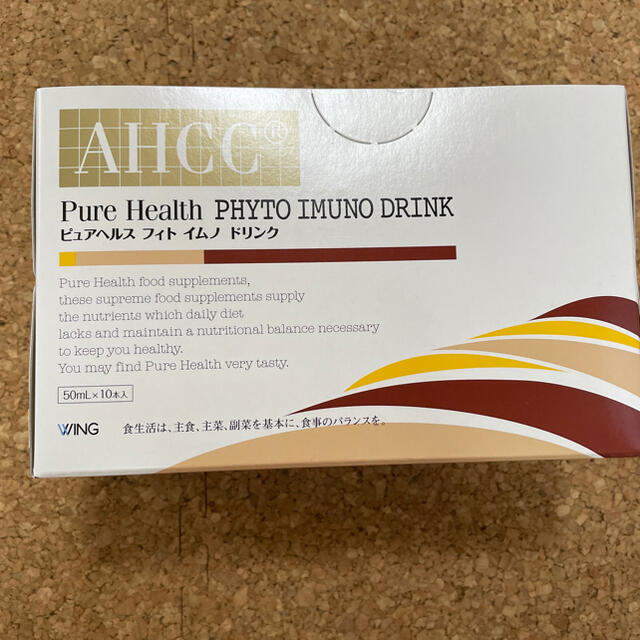 AHCC®
Pure Health PHYTO IMUNO DRINK
ピュアヘルス フィト イムノ ドリンク
Pure Health food supplements,
these supreme food supplements supply
the nutrients which daily diet
lacks and maintain a nutritional balance necessary
to keep you healthy.
You may find Pure Health very tasty.
50mL×10本入
WING 食生活は、主食、主菜、副菜を基本に、食事のバランスを。